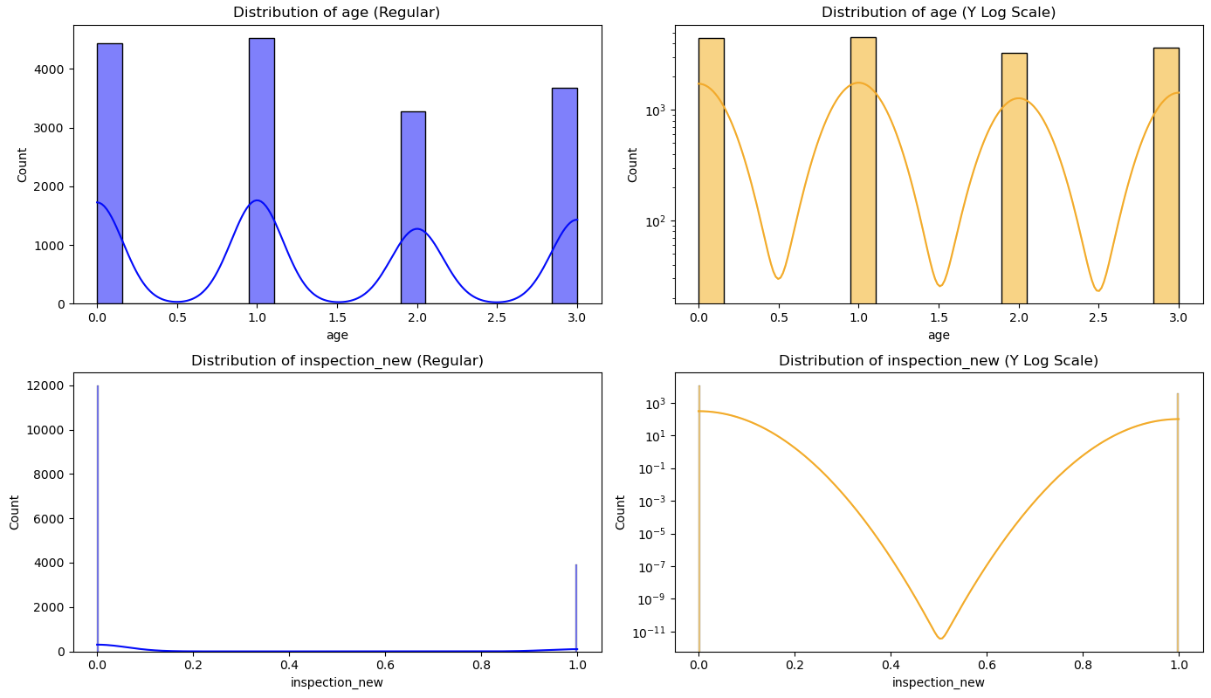 Distribution of age (Regular)
Count
4000
3000
2000
1000
0
0.0 0.5 1.0 1.5 2.0 2.5 3.0
age
Distribution of age (Y Log Scale)
Count
10³
10²
0.0 0.5 1.0 1.5 2.0 2.5 3.0
age
Distribution of inspection_new (Regular)
Count
12000
10000
8000
6000
4000
2000
0
0.0 0.2 0.4 0.6 0.8 1.0
inspection_new
Distribution of inspection_new (Y Log Scale)
Count
10³
10¹
10⁻¹
10⁻³
10⁻⁵
10⁻⁷
10⁻⁹
10⁻¹¹
0.0 0.2 0.4 0.6 0.8 1.0
inspection_new